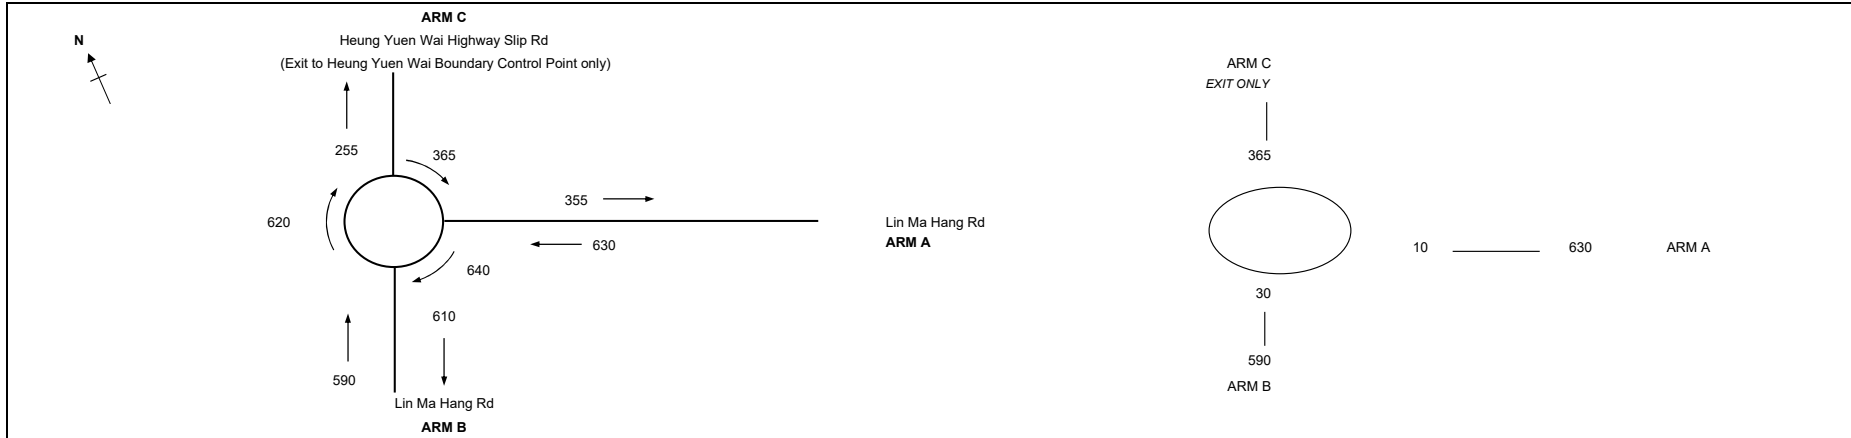 ARM C
N
Heung Yuen Wai Highway Slip Rd
(Exit to Heung Yuen Wai Boundary Control Point only)
255
365
620
355
630
640
610
590
Lin Ma Hang Rd
ARM A
Lin Ma Hang Rd
ARM B
ARM C
EXIT ONLY
365
10
630
ARM A
30
590
ARM B